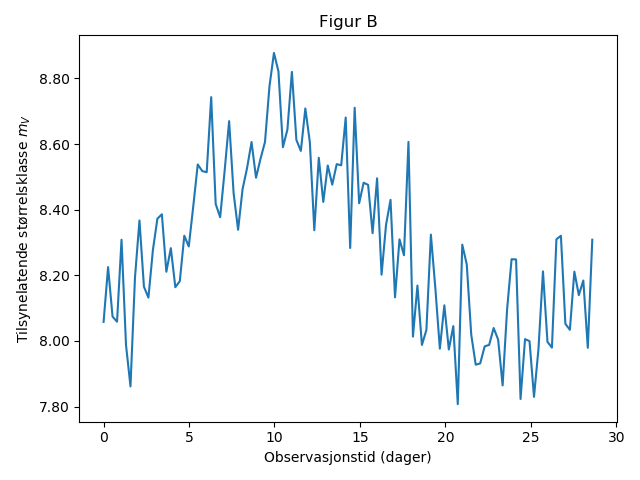 Figur B
Tilsynelatende størrelsklasse $m_V$
8.80
8.60
8.40
8.20
8.00
7.80
0 5 10 15 20 25 30
Observasjonstid (dager)